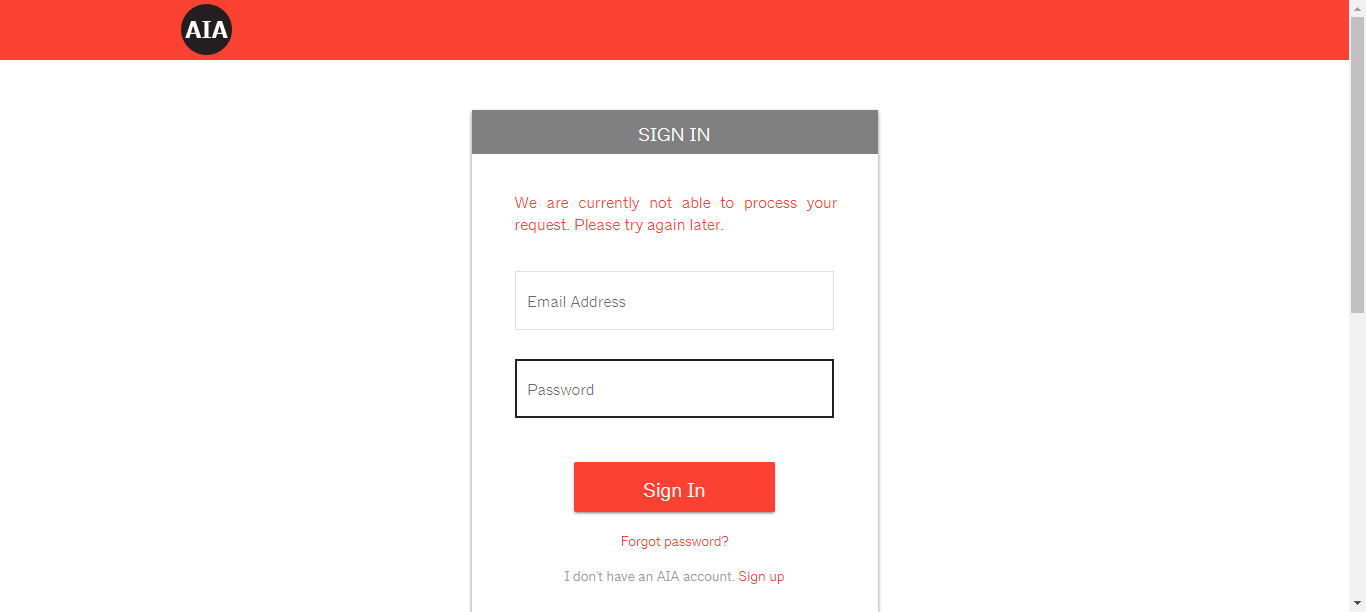 AIA
SIGN IN
We are currently not able to process your
request. Please try again later.
Email Address
Password
Sign In
Forgot password?
I don't have an AIA account. Sign up